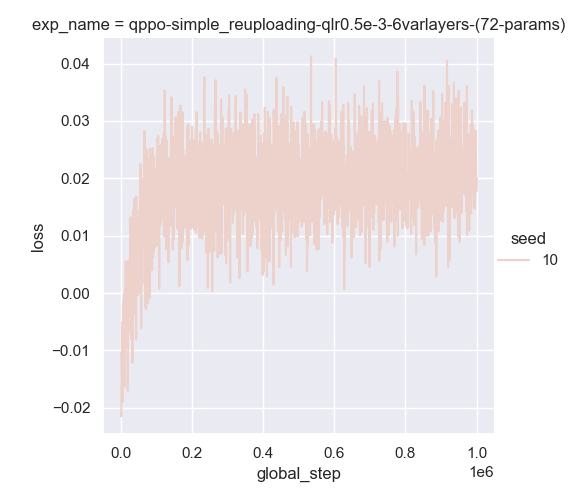 exp_name = qppo-simple_reuploading-qlr0.5e-3-6varlayers-(72-params)
0.04
0.03
0.02
0.01
0.00
−0.01
−0.02
loss
seed
10
0.0 0.2 0.4 0.6 0.8 1.0
1e6
global_step